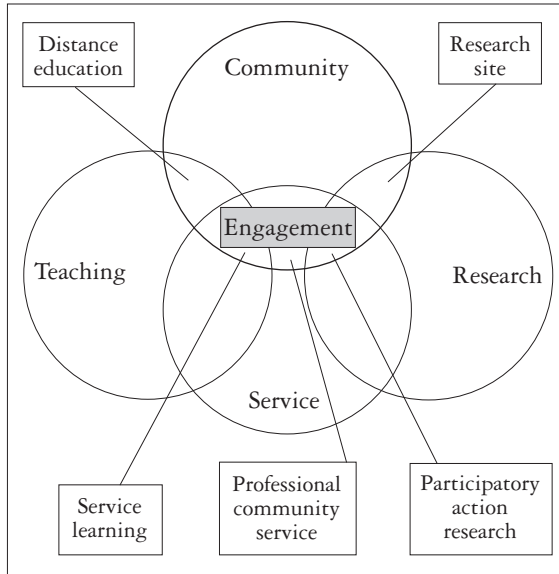 Distance
education
Research
site
Community
Engagement
Teaching
Research
Service
Service
learning
Professional
community
service
Participatory
action
research